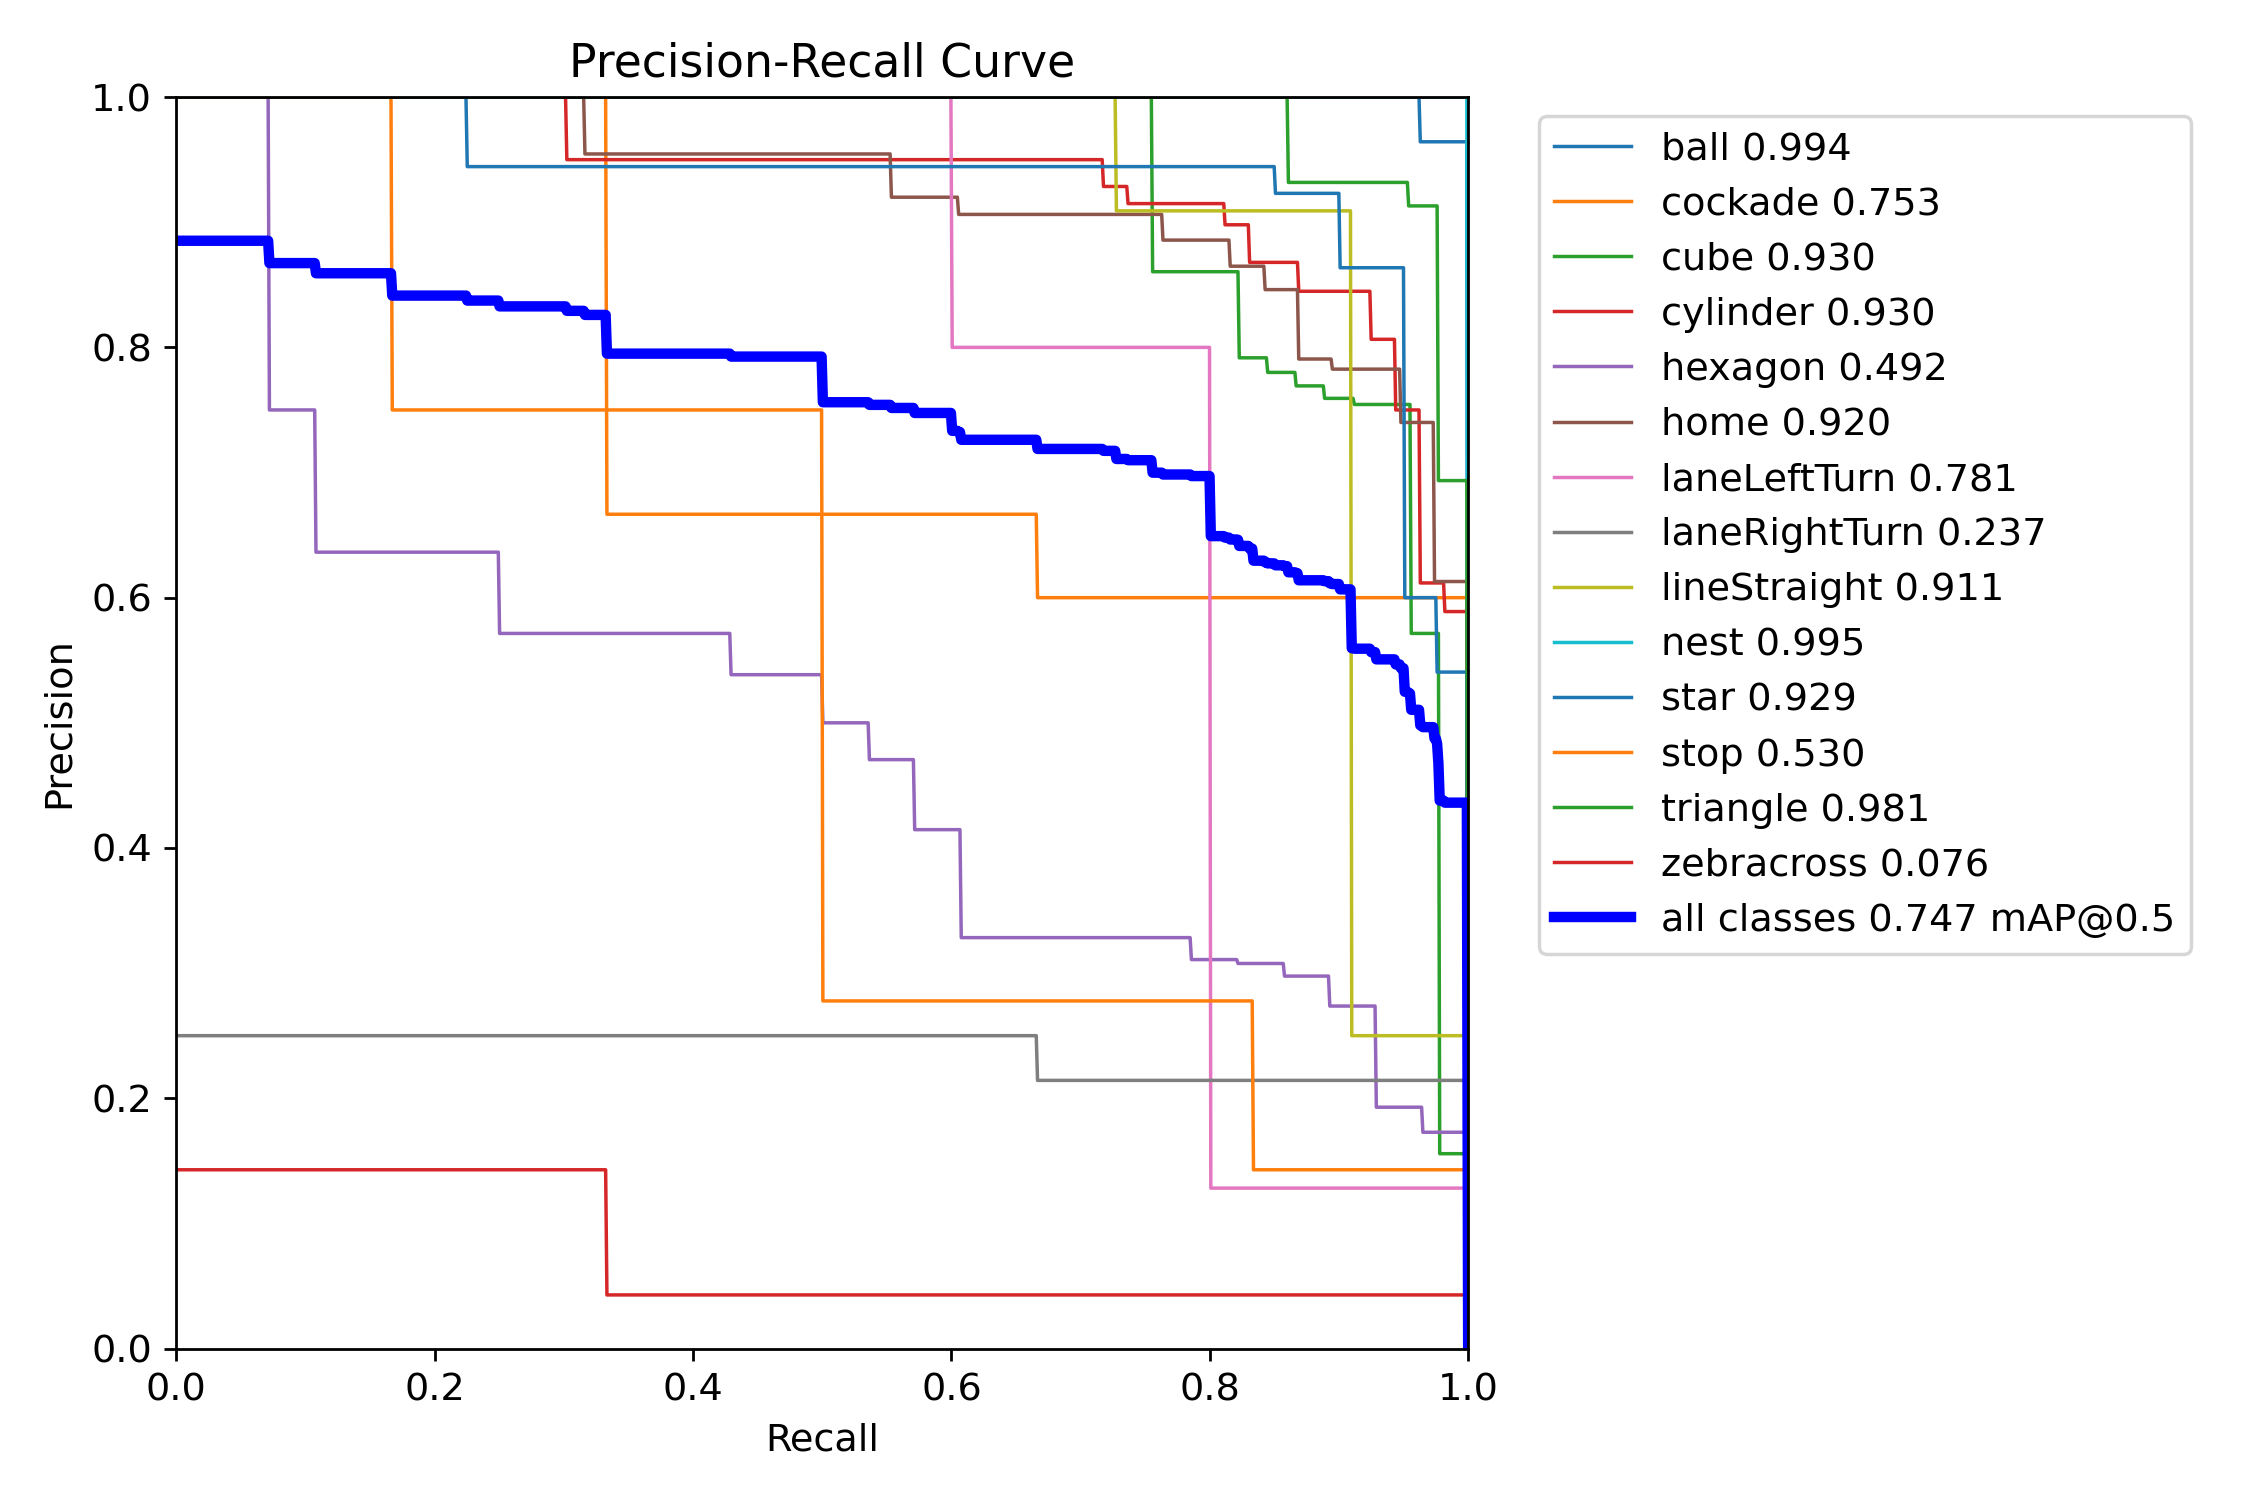 Precision-Recall Curve
1.0
0.8
0.6
0.4
0.2
0.0
Precision
0.0 0.2 0.4 0.6 0.8 1.0
Recall
ball 0.994
cockade 0.753
cube 0.930
cylinder 0.930
hexagon 0.492
home 0.920
laneLeftTurn 0.781
laneRightTurn 0.237
lineStraight 0.911
nest 0.995
star 0.929
stop 0.530
triangle 0.981
zebracross 0.076
all classes 0.747 mAP@0.5